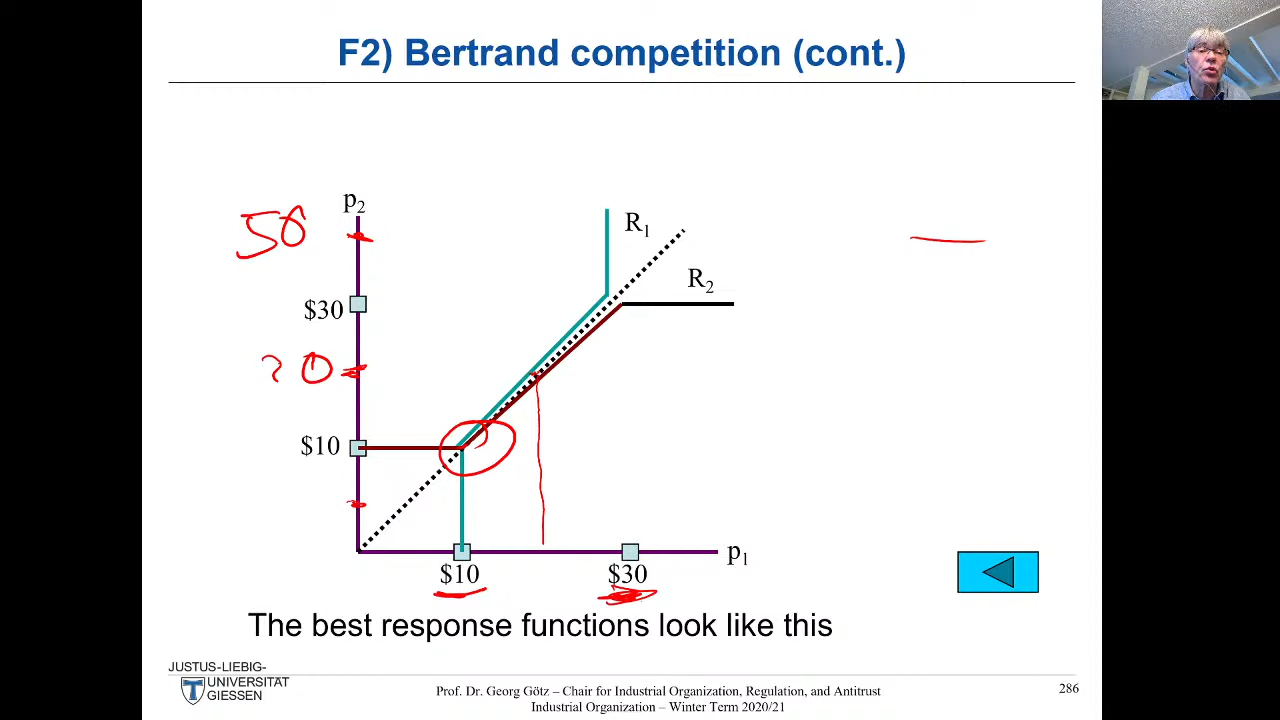 F2) Bertrand competition (cont.)
p2
50
R1
R2
$30
20
$10
p1
$10
$30
The best response functions look like this
JUSTUS-LIEBIG-
UNIVERSITÄT
GIESSEN
Prof. Dr. Georg Götz – Chair for Industrial Organization, Regulation, and Antitrust
Industrial Organization – Winter Term 2020/21
286